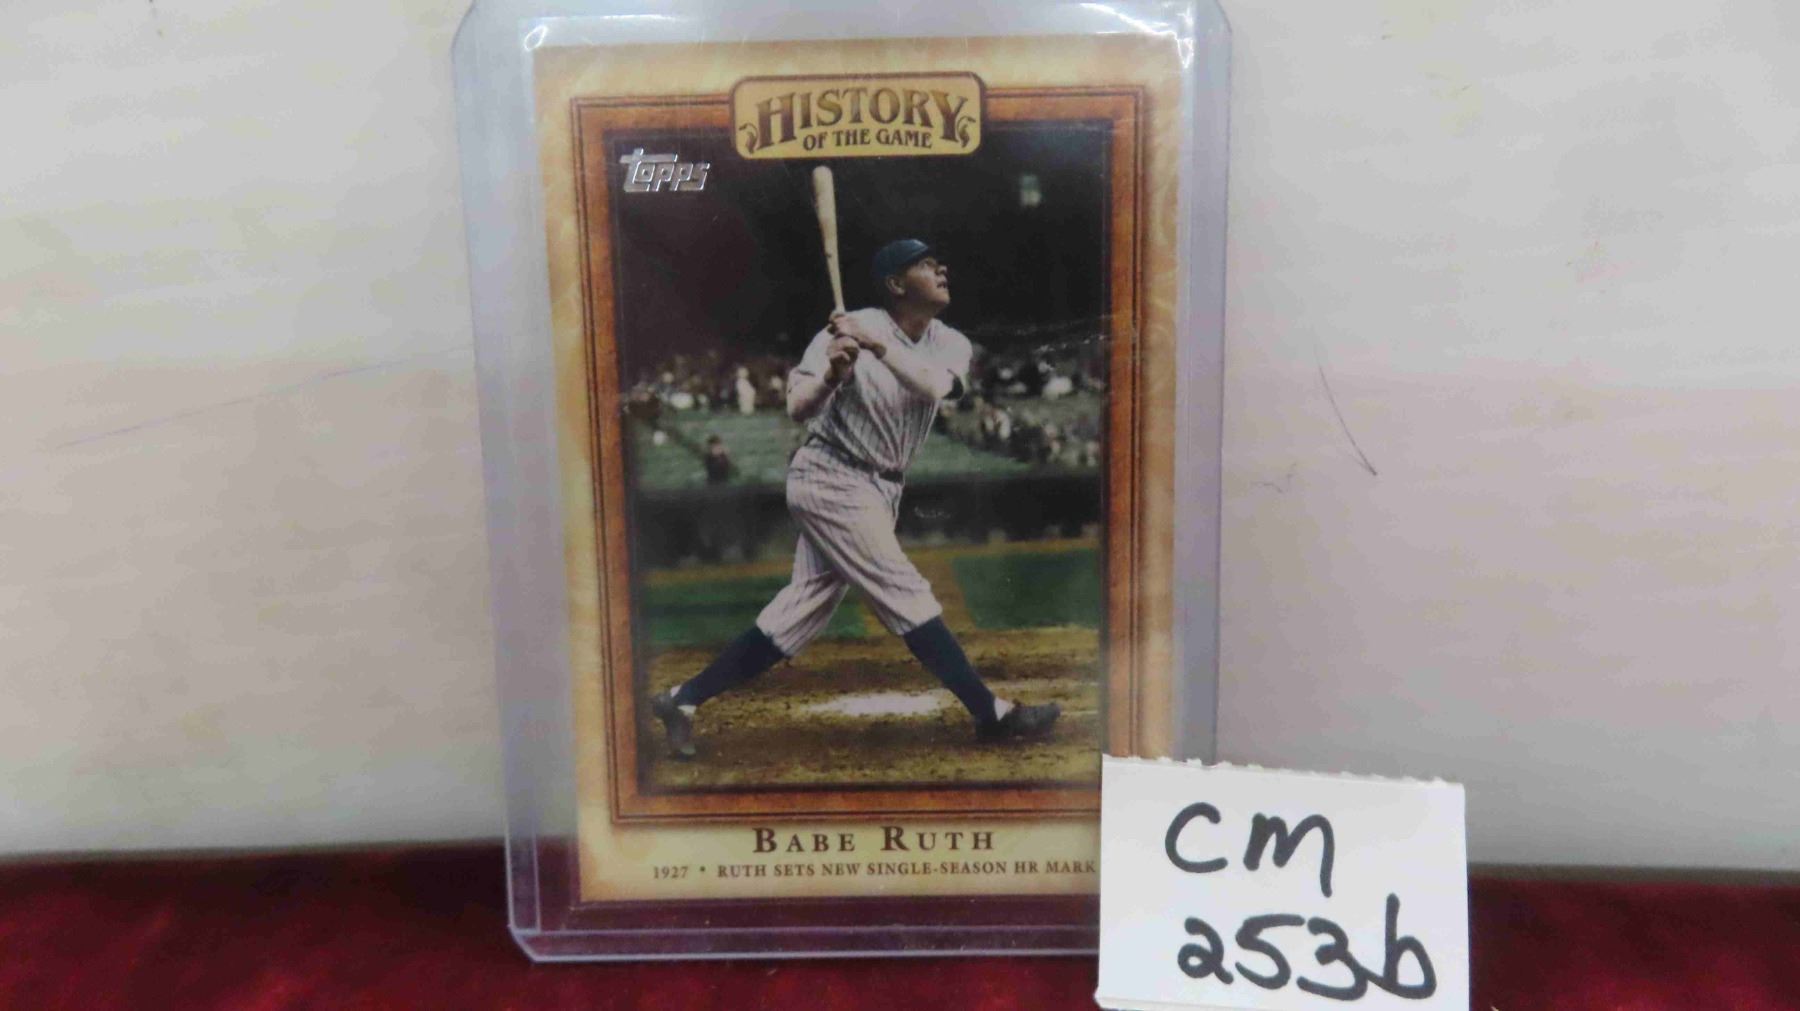 HISTORY
OF THE GAME
topps
BABE RUTH
1927 • RUTH SETS NEW SINGLE-SEASON HR MARK
CM
253b